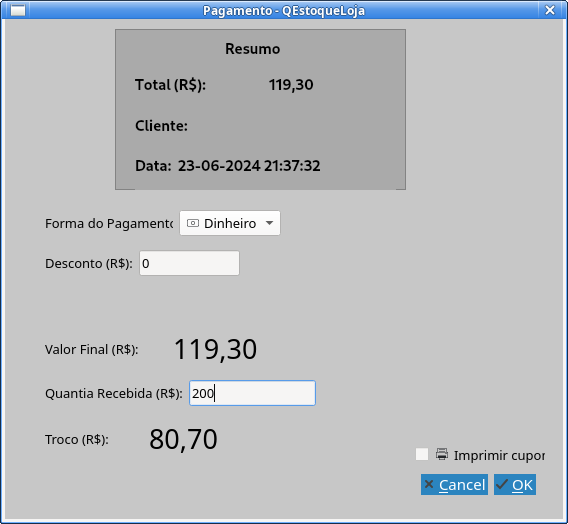 Pagamento - QEstoqueLoja
Resumo
Total (R$): 119,30
Cliente:
Data: 23-06-2024 21:37:32
Forma do Pagamento Dinheiro
Desconto (R$): 0
Valor Final (R$): 119,30
Quantia Recebida (R$): 200
Troco (R$): 80,70
Imprimir cupor
Cancel OK